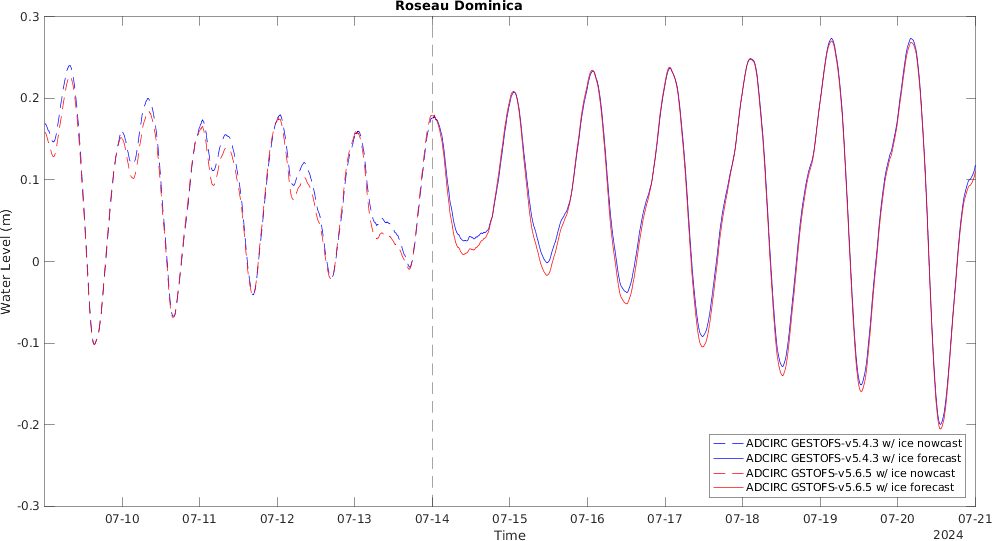 Roseau Dominica
0.3
0.2
0.1
0
-0.1
-0.2
-0.3
Water Level (m)
ADCIRC GESTOFS-v5.4.3 w/ ice nowcast
ADCIRC GESTOFS-v5.4.3 w/ ice forecast
ADCIRC GSTOFS-v5.6.5 w/ ice nowcast
ADCIRC GSTOFS-v5.6.5 w/ ice forecast
07-10 07-11 07-12 07-13 07-14 07-15 07-16 07-17 07-18 07-19 07-20 07-21
Time
2024